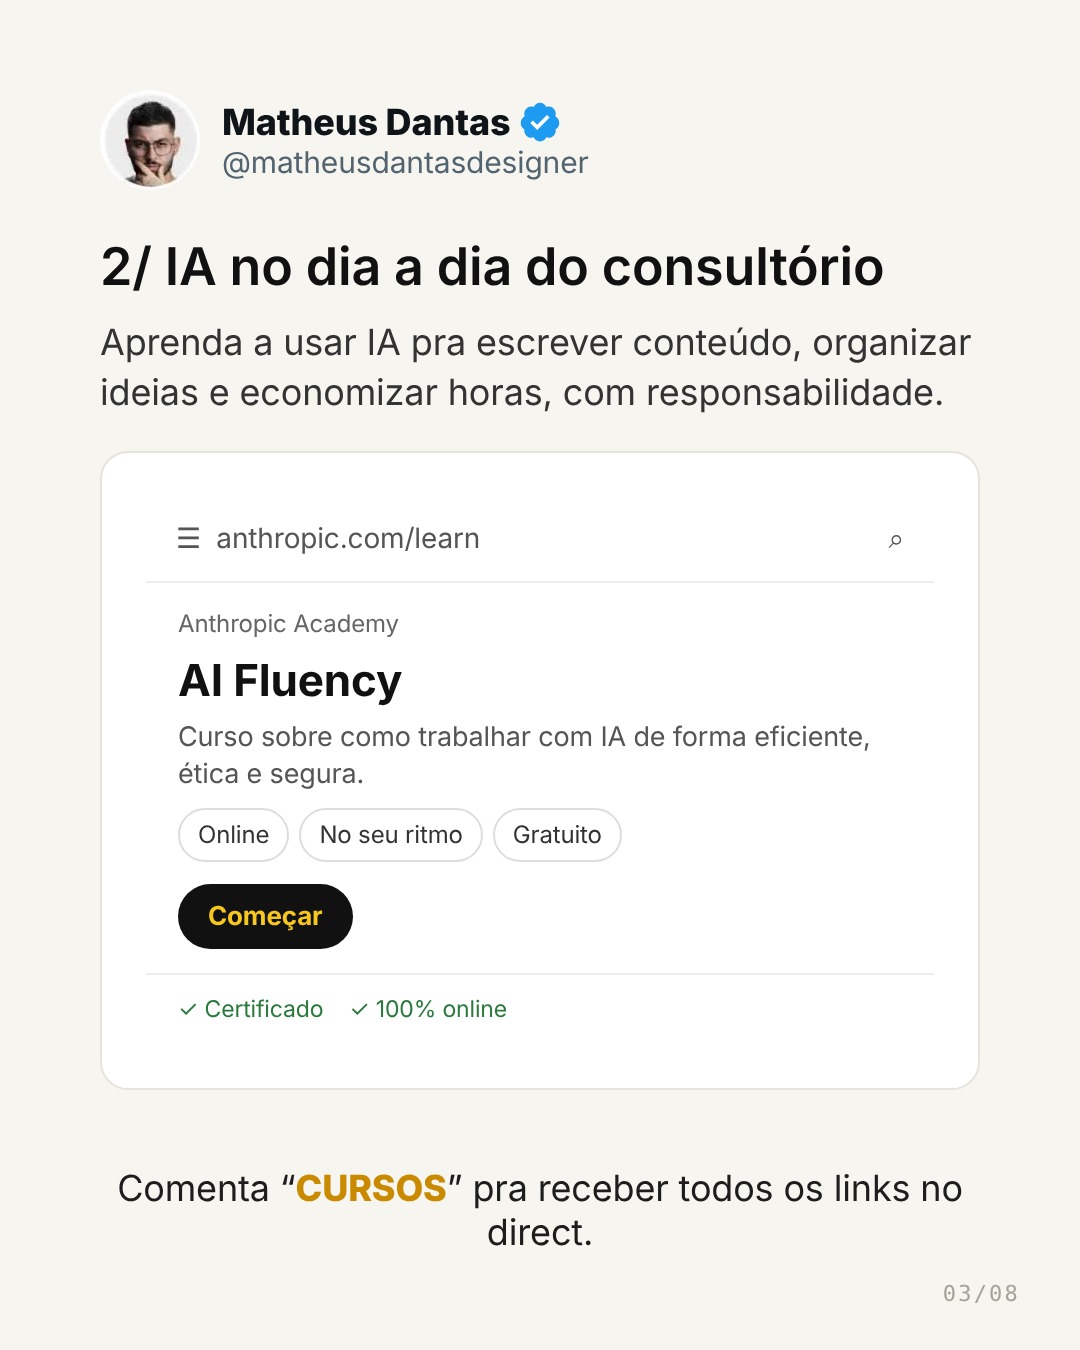 Matheus Dantas
@matheusdantasdesigner
2/ IA no dia a dia do consultório
Aprenda a usar IA pra escrever conteúdo, organizar
ideias e economizar horas, com responsabilidade.
☰ anthropic.com/learn
Anthropic Academy
AI Fluency
Curso sobre como trabalhar com IA de forma eficiente,
ética e segura.
Online No seu ritmo Gratuito
Começar
✓ Certificado ✓ 100% online
Comenta “CURSOS” pra receber todos os links no
direct.
03/08